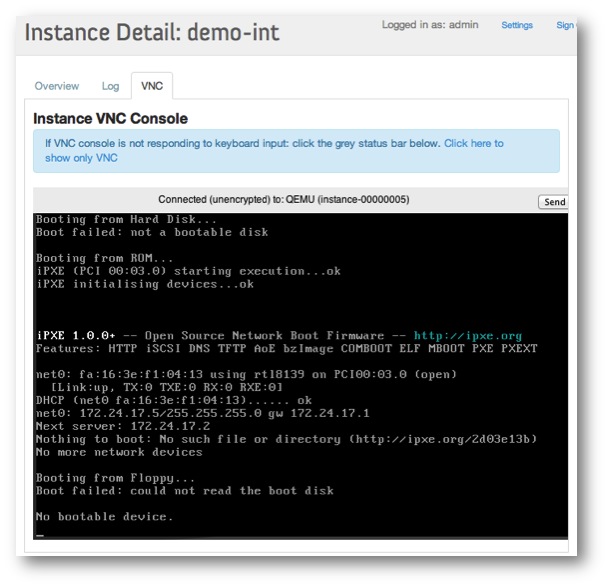 Instance Detail: demo-int
Logged in as: admin
Settings
Sign
Overview
Log
VNC
Instance VNC Console
If VNC console is not responding to keyboard input: click the grey status bar below. Click here to
show only VNC
Connected (unencrypted) to: QEMU (instance-00000005)
Send
Booting from Hard Disk...
Boot failed: not a bootable disk
Booting from ROM...
iPXE (PCI 00:03.0) starting execution...ok
iPXE initialising devices...ok
iPXE 1.0.0+ -- Open Source Network Boot Firmware -- http://ipxe.org
Features: HTTP iSCSI DNS TFTP AoE bzImage COMBOOT ELF MBOOT PXE PXEXT
net0: fa:16:3e:f1:04:13 using rtl8139 on PCI00:03.0 (open)
[Link:up, TX:0 TXE:0 RX:0 RXE:0]
DHCP (net0 fa:16:3e:f1:04:13)...... ok
net0: 172.24.17.5/255.255.255.0 gw 172.24.17.1
Next server: 172.24.17.2
Nothing to boot: No such file or directory (http://ipxe.org/2d03e13b)
No more network devices
Booting from Floppy...
Boot failed: could not read the boot disk
No bootable device.